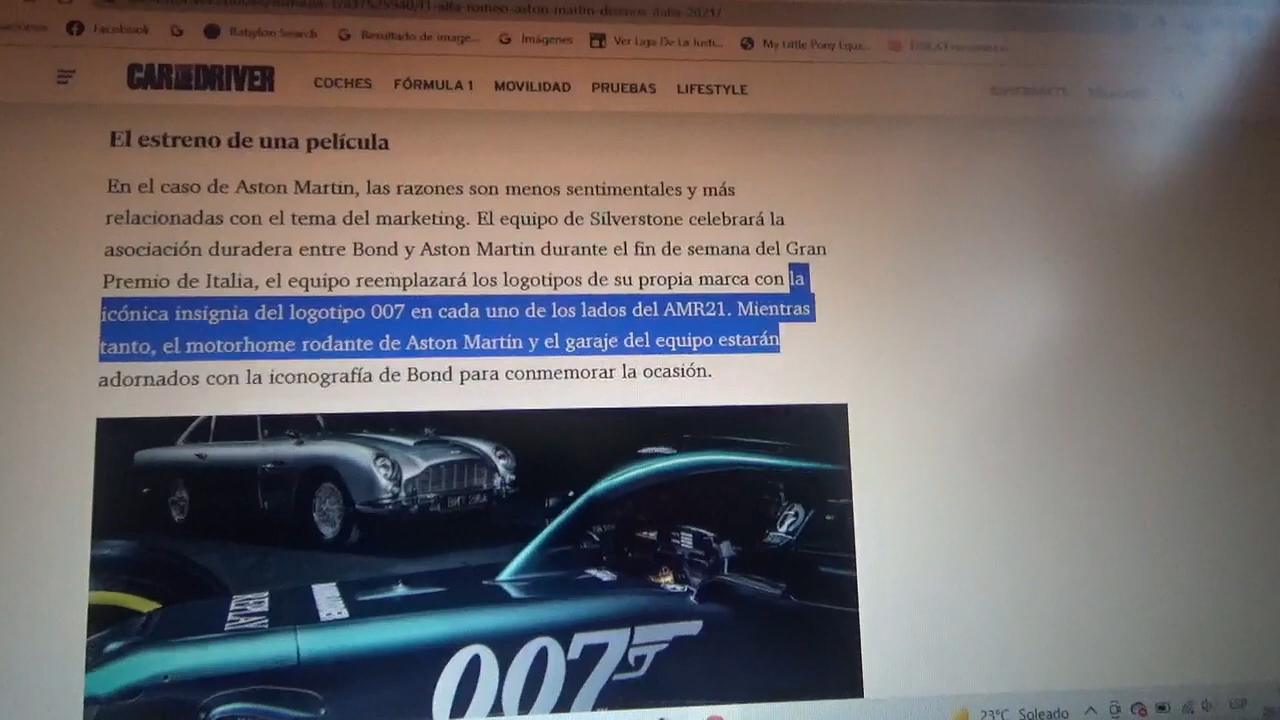 Facebook
Babylon Search
Resultado de image...
Imágenes
Ver Liga De La Justi...
My Little Pony Equ...
CAR AND DRIVER
COCHES
FÓRMULA 1
MOVILIDAD
PRUEBAS
LIFESTYLE
El estreno de una película
En el caso de Aston Martin, las razones son menos sentimentales y más
relacionadas con el tema del marketing. El equipo de Silverstone celebrará la
asociación duradera entre Bond y Aston Martin durante el fin de semana del Gran
Premio de Italia, el equipo reemplazará los logotipos de su propia marca con la
icónica insignia del logotipo 007 en cada uno de los lados del AMR21. Mientras
tanto, el motorhome rodante de Aston Martin y el garaje del equipo estarán
adornados con la iconografía de Bond para conmemorar la ocasión.
REPLAY
007
23°C Soleado
ESP